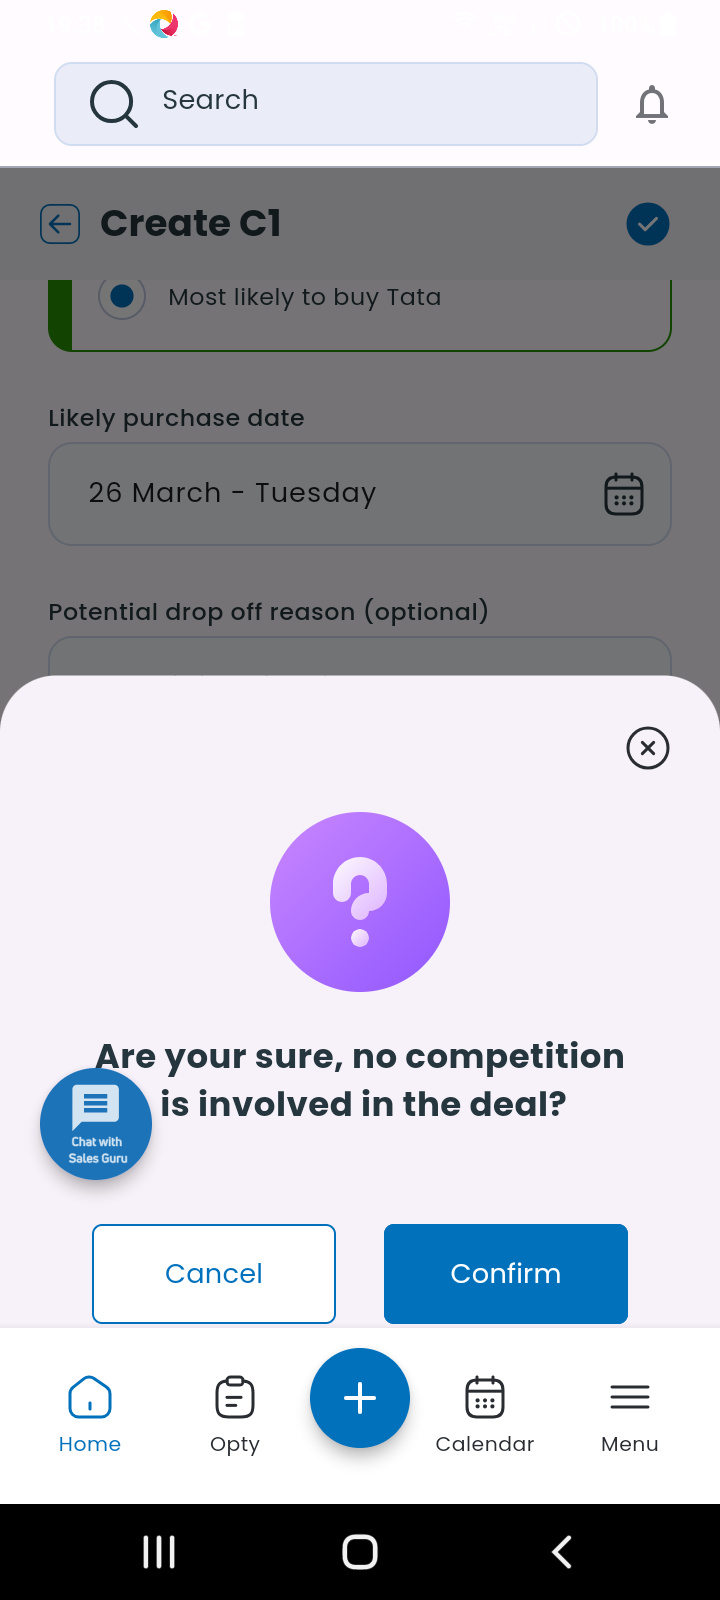 Search
Create C1
Most likely to buy Tata
Likely purchase date
26 March - Tuesday
Potential drop off reason (optional)
Are your sure, no competition
is involved in the deal?
Chat with
Sales Guru
Cancel
Confirm
Home
Opty
Calendar
Menu